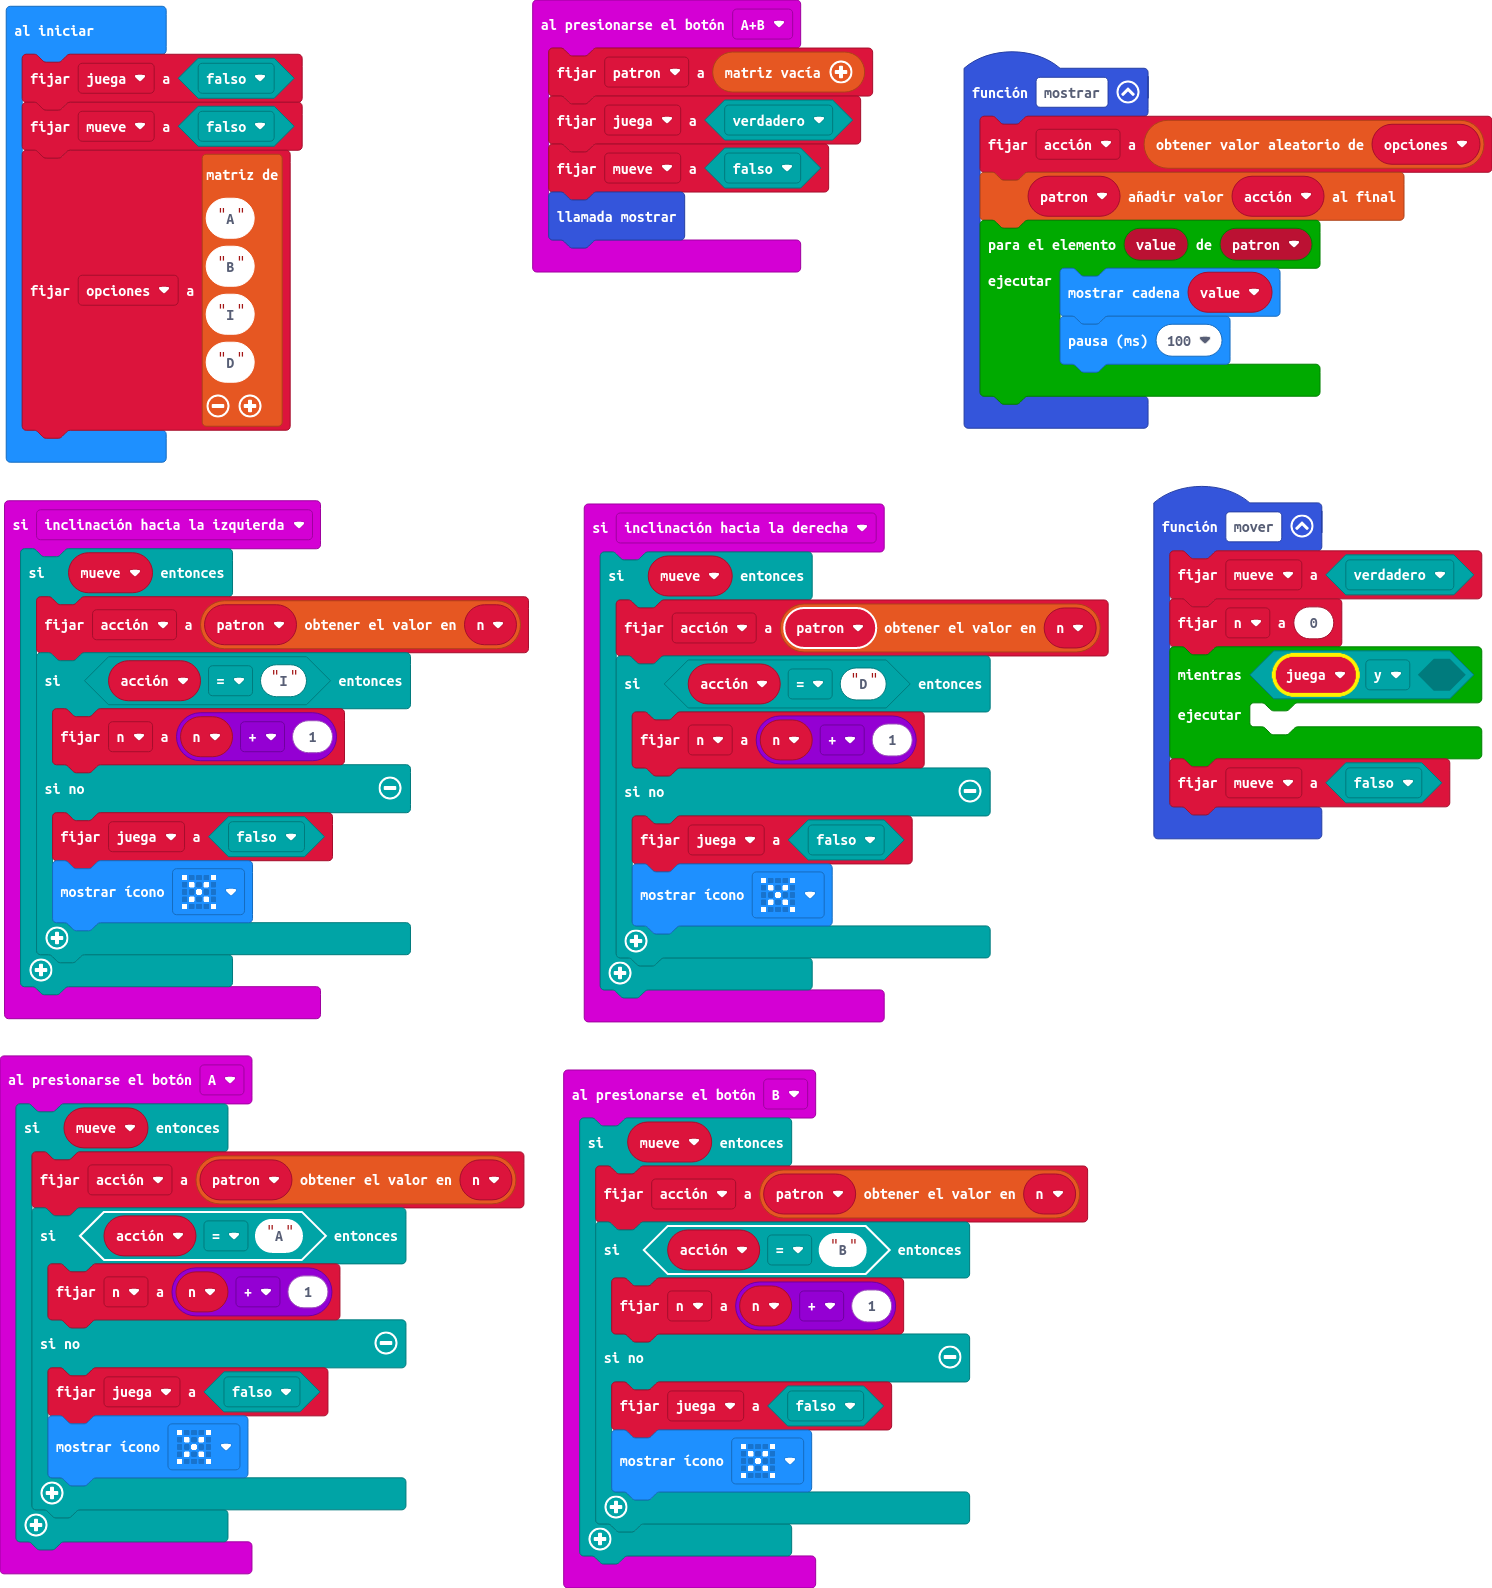 al iniciar
fijar juega a falso
fijar mueve a falso
fijar opciones a matriz de
"A"
"B"
"I"
"D"
al presionarse el botón A+B
fijar patron a matriz vacía
fijar juega a verdadero
fijar mueve a falso
llamada mostrar
función mostrar
fijar acción a obtener valor aleatorio de opciones
patron añadir valor acción al final
para el elemento value de patron
ejecutar mostrar cadena value
pausa (ms) 100
si inclinación hacia la izquierda
si mueve entonces
fijar acción a patron obtener el valor en n
si acción = "I" entonces
fijar n a n + 1
si no
fijar juega a falso
mostrar ícono
si inclinación hacia la derecha
si mueve entonces
fijar acción a patron obtener el valor en n
si acción = "D" entonces
fijar n a n + 1
si no
fijar juega a falso
mostrar ícono
función mover
fijar mueve a verdadero
fijar n a 0
mientras juega y
ejecutar
fijar mueve a falso
al presionarse el botón A
si mueve entonces
fijar acción a patron obtener el valor en n
si acción = "A" entonces
fijar n a n + 1
si no
fijar juega a falso
mostrar ícono
al presionarse el botón B
si mueve entonces
fijar acción a patron obtener el valor en n
si acción = "B" entonces
fijar n a n + 1
si no
fijar juega a falso
mostrar ícono